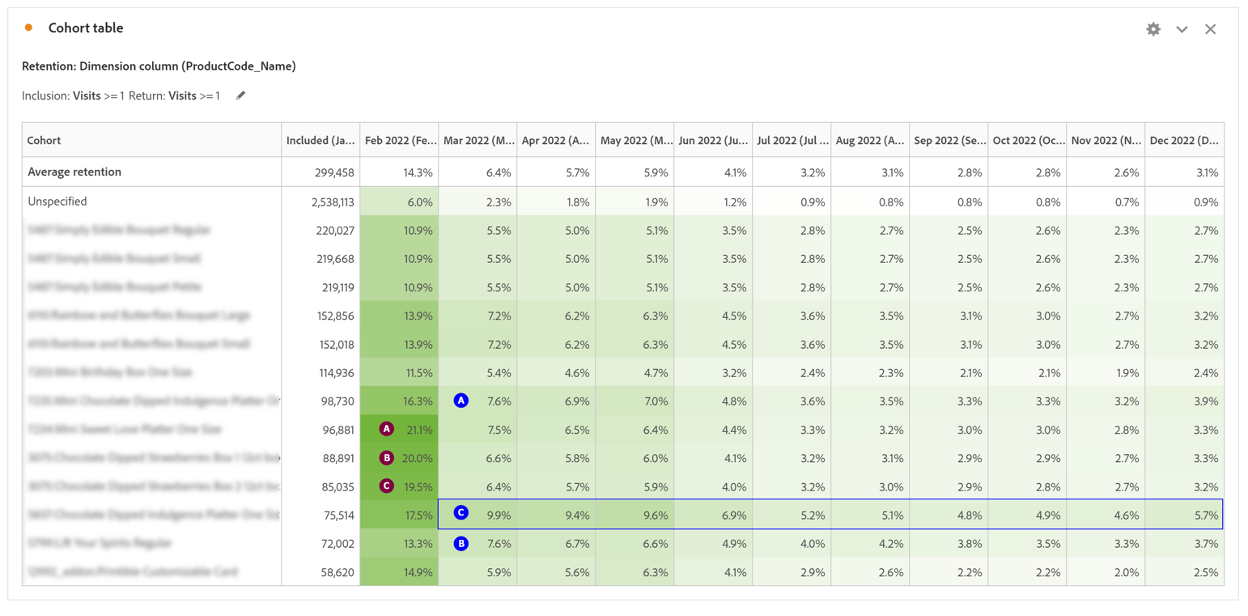 Cohort table
Retention: Dimension column (ProductCode_Name)
Inclusion: Visits >= 1 Return: Visits >= 1
Cohort Included (Ja... Feb 2022 (Fe... Mar 2022 (M... Apr 2022 (A... May 2022 (M... Jun 2022 (Ju... Jul 2022 (Jul ... Aug 2022 (A... Sep 2022 (Se... Oct 2022 (Oc... Nov 2022 (N... Dec 2022 (D...
Average retention 299,458 14.3% 6.4% 5.7% 5.9% 4.1% 3.2% 3.1% 2.8% 2.8% 2.6% 3.1%
Unspecified 2,538,113 6.0% 2.3% 1.8% 1.9% 1.2% 0.9% 0.8% 0.8% 0.8% 0.7% 0.9%
220,027 10.9% 5.5% 5.0% 5.1% 3.5% 2.8% 2.7% 2.5% 2.6% 2.3% 2.7%
219,668 10.9% 5.5% 5.0% 5.1% 3.5% 2.8% 2.7% 2.5% 2.6% 2.3% 2.7%
219,119 10.9% 5.5% 5.0% 5.1% 3.5% 2.8% 2.7% 2.5% 2.6% 2.3% 2.7%
152,856 13.9% 7.2% 6.2% 6.3% 4.5% 3.6% 3.5% 3.1% 3.0% 2.7% 3.2%
152,018 13.9% 7.2% 6.2% 6.3% 4.5% 3.6% 3.5% 3.1% 3.0% 2.7% 3.2%
114,936 11.5% 5.4% 4.6% 4.7% 3.2% 2.4% 2.3% 2.1% 2.1% 1.9% 2.4%
98,730 16.3% A 7.6% 6.9% 7.0% 4.8% 3.6% 3.5% 3.3% 3.3% 3.2% 3.9%
96,881 A 21.1% 7.5% 6.5% 6.4% 4.4% 3.3% 3.2% 3.0% 3.0% 2.8% 3.3%
88,891 B 20.0% 6.6% 5.8% 6.0% 4.1% 3.2% 3.1% 2.9% 2.9% 2.7% 3.3%
85,035 C 19.5% 6.4% 5.7% 5.9% 4.0% 3.2% 3.0% 2.9% 2.8% 2.7% 3.2%
75,514 17.5% C 9.9% 9.4% 9.6% 6.9% 5.2% 5.1% 4.8% 4.9% 4.6% 5.7%
72,002 13.3% B 7.6% 6.7% 6.6% 4.9% 4.0% 4.2% 3.8% 3.5% 3.3% 3.7%
58,620 14.9% 5.9% 5.6% 6.3% 4.1% 2.9% 2.6% 2.2% 2.2% 2.0% 2.5%